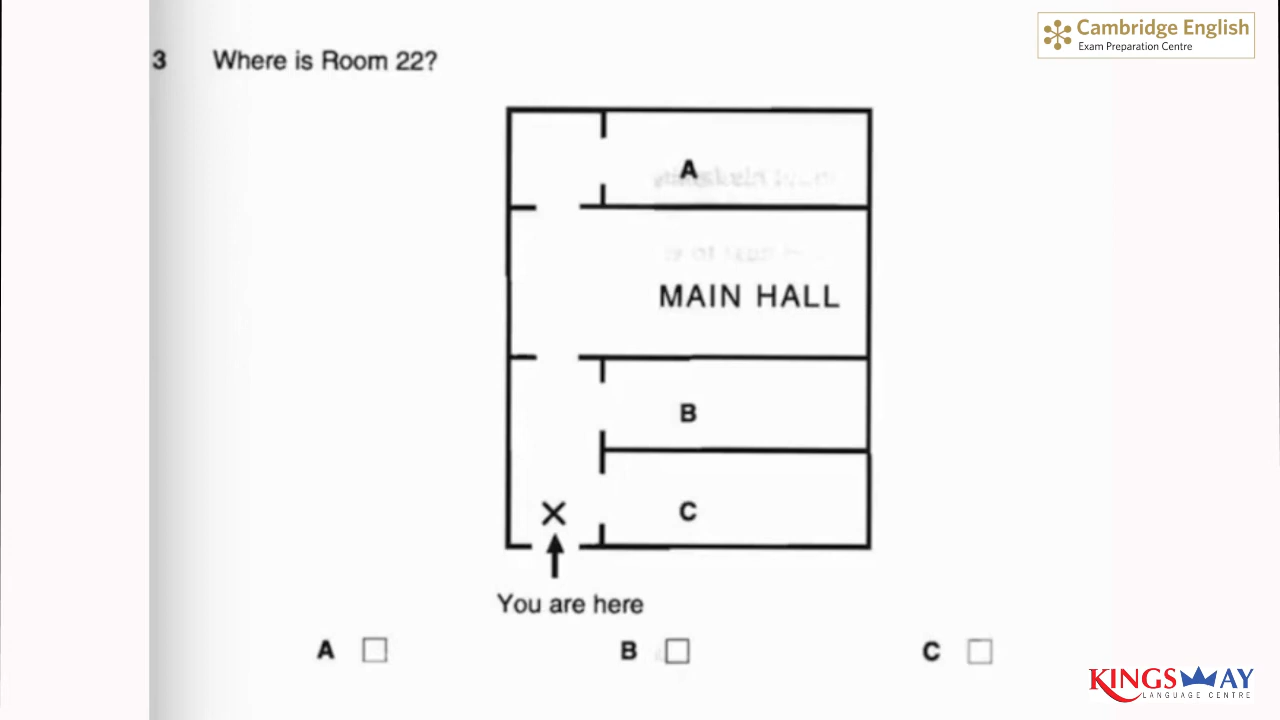 Cambridge English
Exam Preparation Centre
3 Where is Room 22?
A
MAIN HALL
B
C
You are here
A B C
KINGSWAY
LANGUAGE CENTRE